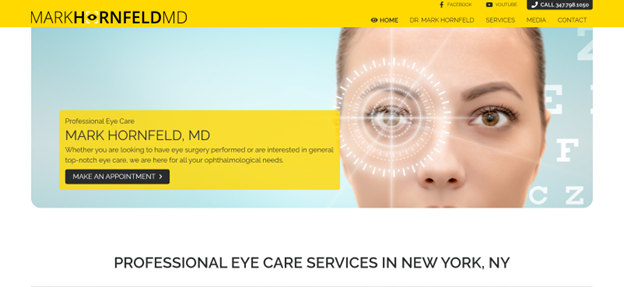 FACEBOOK
YOUTUBE
CALL 347.798.1050
MARKHORNFELDMD
HOME
DR. MARK HORNFELD
SERVICES
MEDIA
CONTACT
Professional Eye Care
MARK HORNFELD, MD
Whether you are looking to have eye surgery performed or are interested in general
top-notch eye care, we are here for all your ophthalmological needs.
MAKE AN APPOINTMENT
Z
E
F
C Z
PROFESSIONAL EYE CARE SERVICES IN NEW YORK, NY